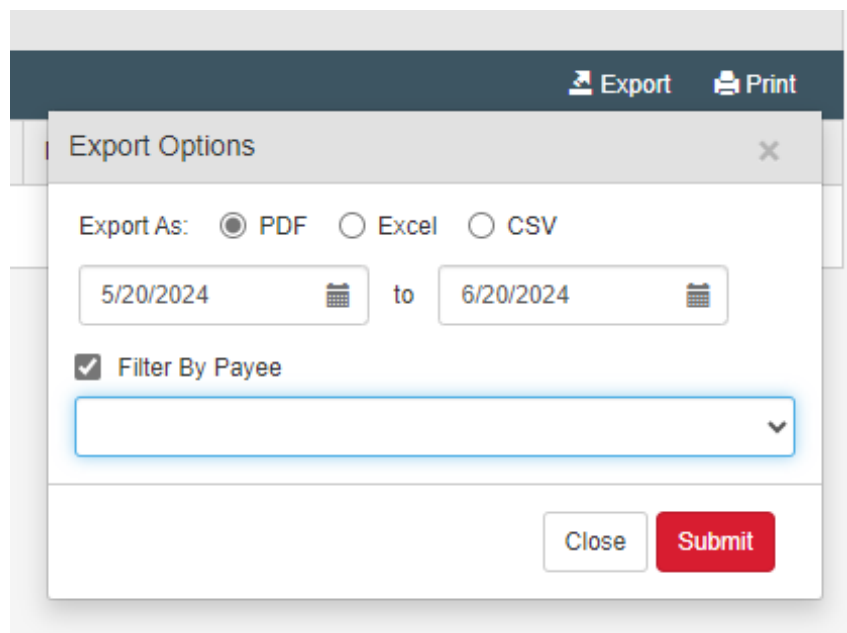 Export Print
Export Options ×
Export As: PDF Excel CSV
5/20/2024 to 6/20/2024
Filter By Payee
Close Submit